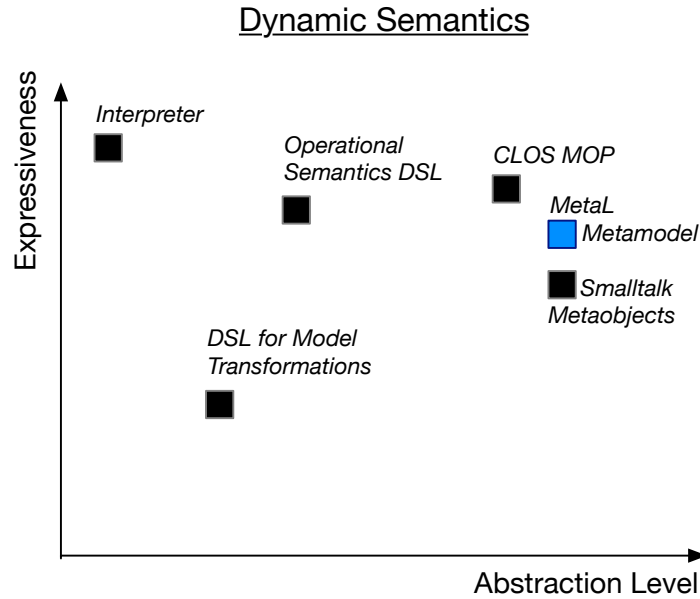 Dynamic Semantics
Expressiveness
Interpreter
Operational
Semantics DSL
CLOS MOP
MetaL
Metamodel
Smalltalk
Metaobjects
DSL for Model
Transformations
Abstraction Level